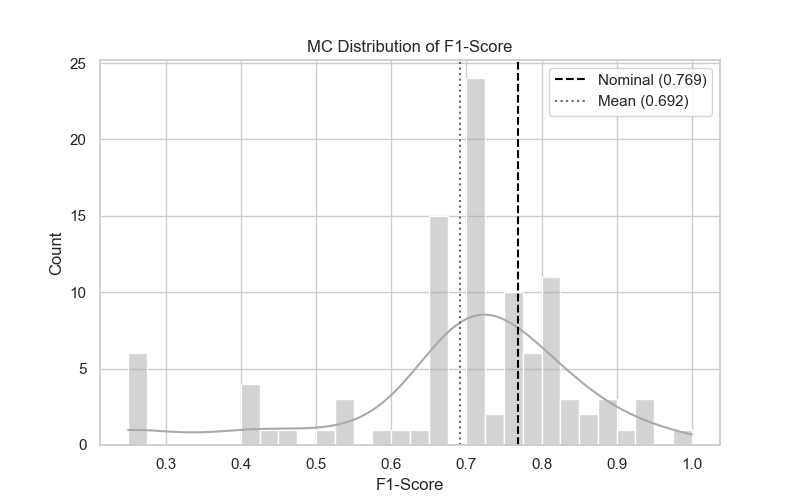 MC Distribution of F1-Score
Nominal (0.769)
Mean (0.692)
Count
25
20
15
10
5
0
0.3 0.4 0.5 0.6 0.7 0.8 0.9 1.0
F1-Score